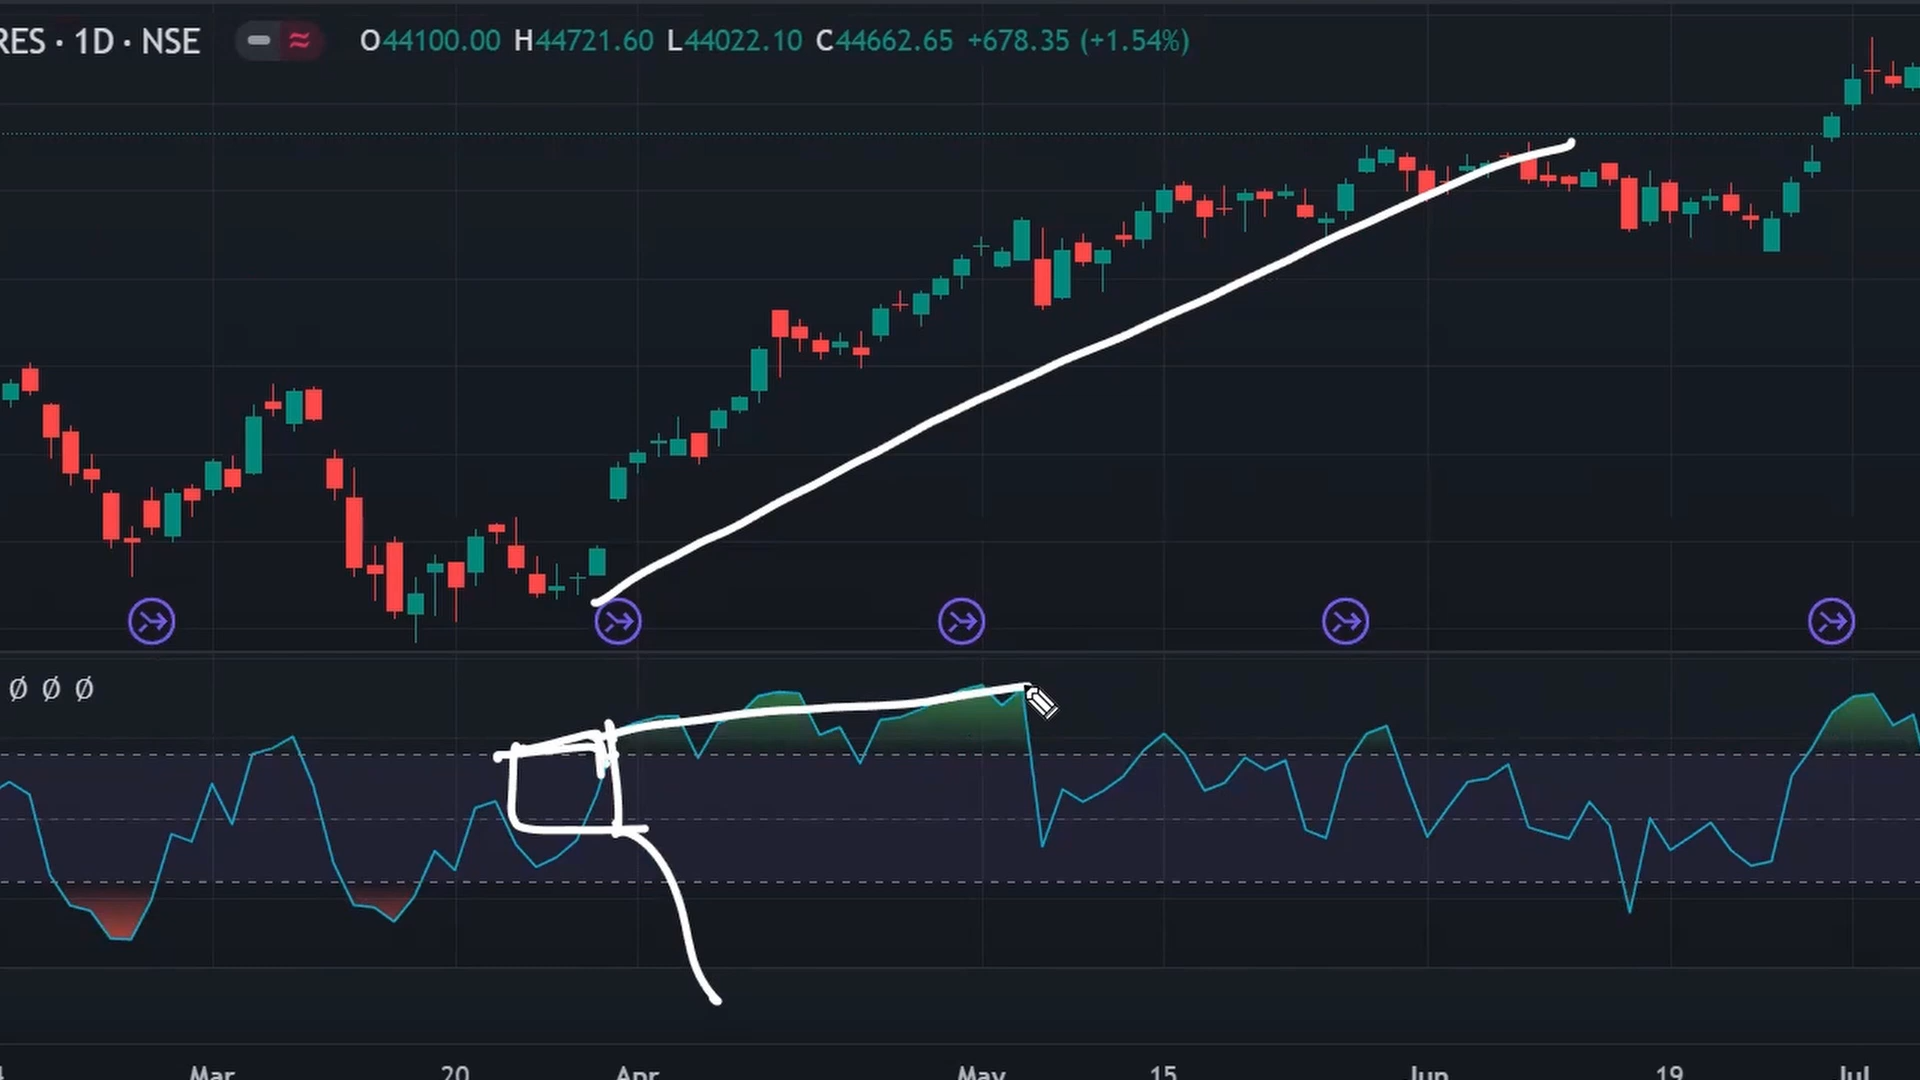 RES · 1D · NSE O44100.00 H44721.60 L44022.10 C44662.65 +678.35 (+1.54%)
Ø Ø Ø
Mar 20 Apr May 15 Jun 19 Jul